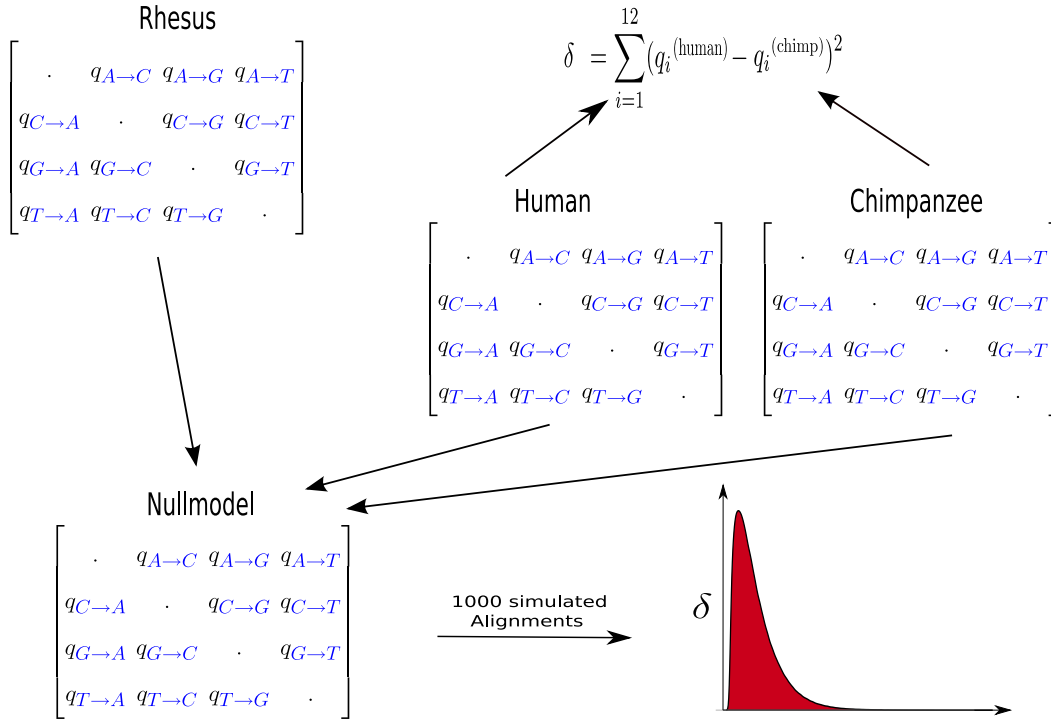 Rhesus
· q_{A→C} q_{A→G} q_{A→T}
q_{C→A} · q_{C→G} q_{C→T}
q_{G→A} q_{G→C} · q_{G→T}
q_{T→A} q_{T→C} q_{T→G} ·
δ = ∑_{i=1}^{12} (q_i^{(human)} − q_i^{(chimp)})^2
Human
· q_{A→C} q_{A→G} q_{A→T}
q_{C→A} · q_{C→G} q_{C→T}
q_{G→A} q_{G→C} · q_{G→T}
q_{T→A} q_{T→C} q_{T→G} ·
Chimpanzee
· q_{A→C} q_{A→G} q_{A→T}
q_{C→A} · q_{C→G} q_{C→T}
q_{G→A} q_{G→C} · q_{G→T}
q_{T→A} q_{T→C} q_{T→G} ·
Nullmodel
· q_{A→C} q_{A→G} q_{A→T}
q_{C→A} · q_{C→G} q_{C→T}
q_{G→A} q_{G→C} · q_{G→T}
q_{T→A} q_{T→C} q_{T→G} ·
1000 simulated
Alignments
δ